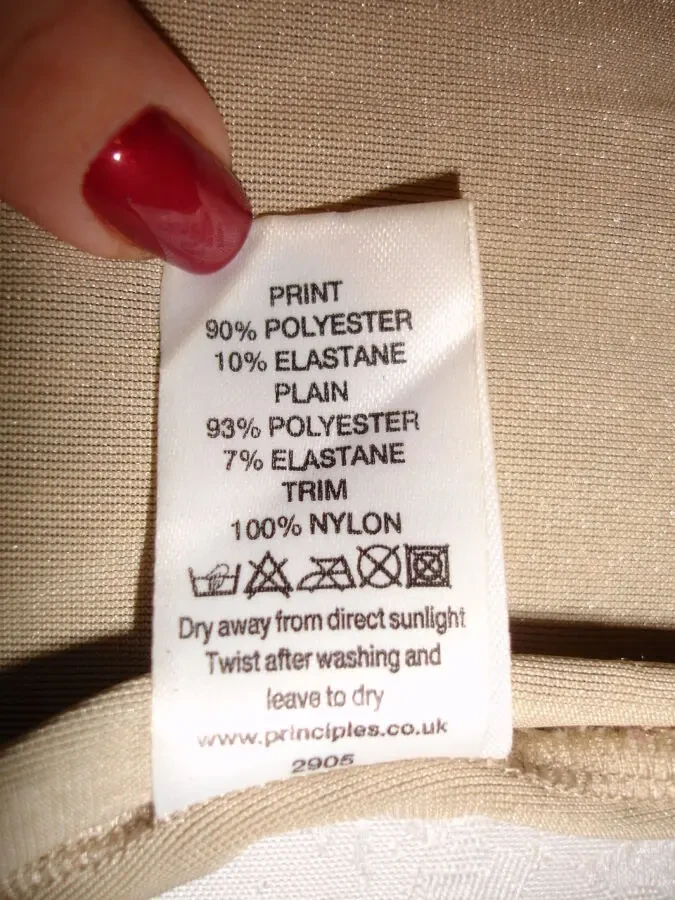 PRINT
90% POLYESTER
10% ELASTANE
PLAIN
93% POLYESTER
7% ELASTANE
TRIM
100% NYLON
Dry away from direct sunlight
Twist after washing and
leave to dry
www.principles.co.uk
2905